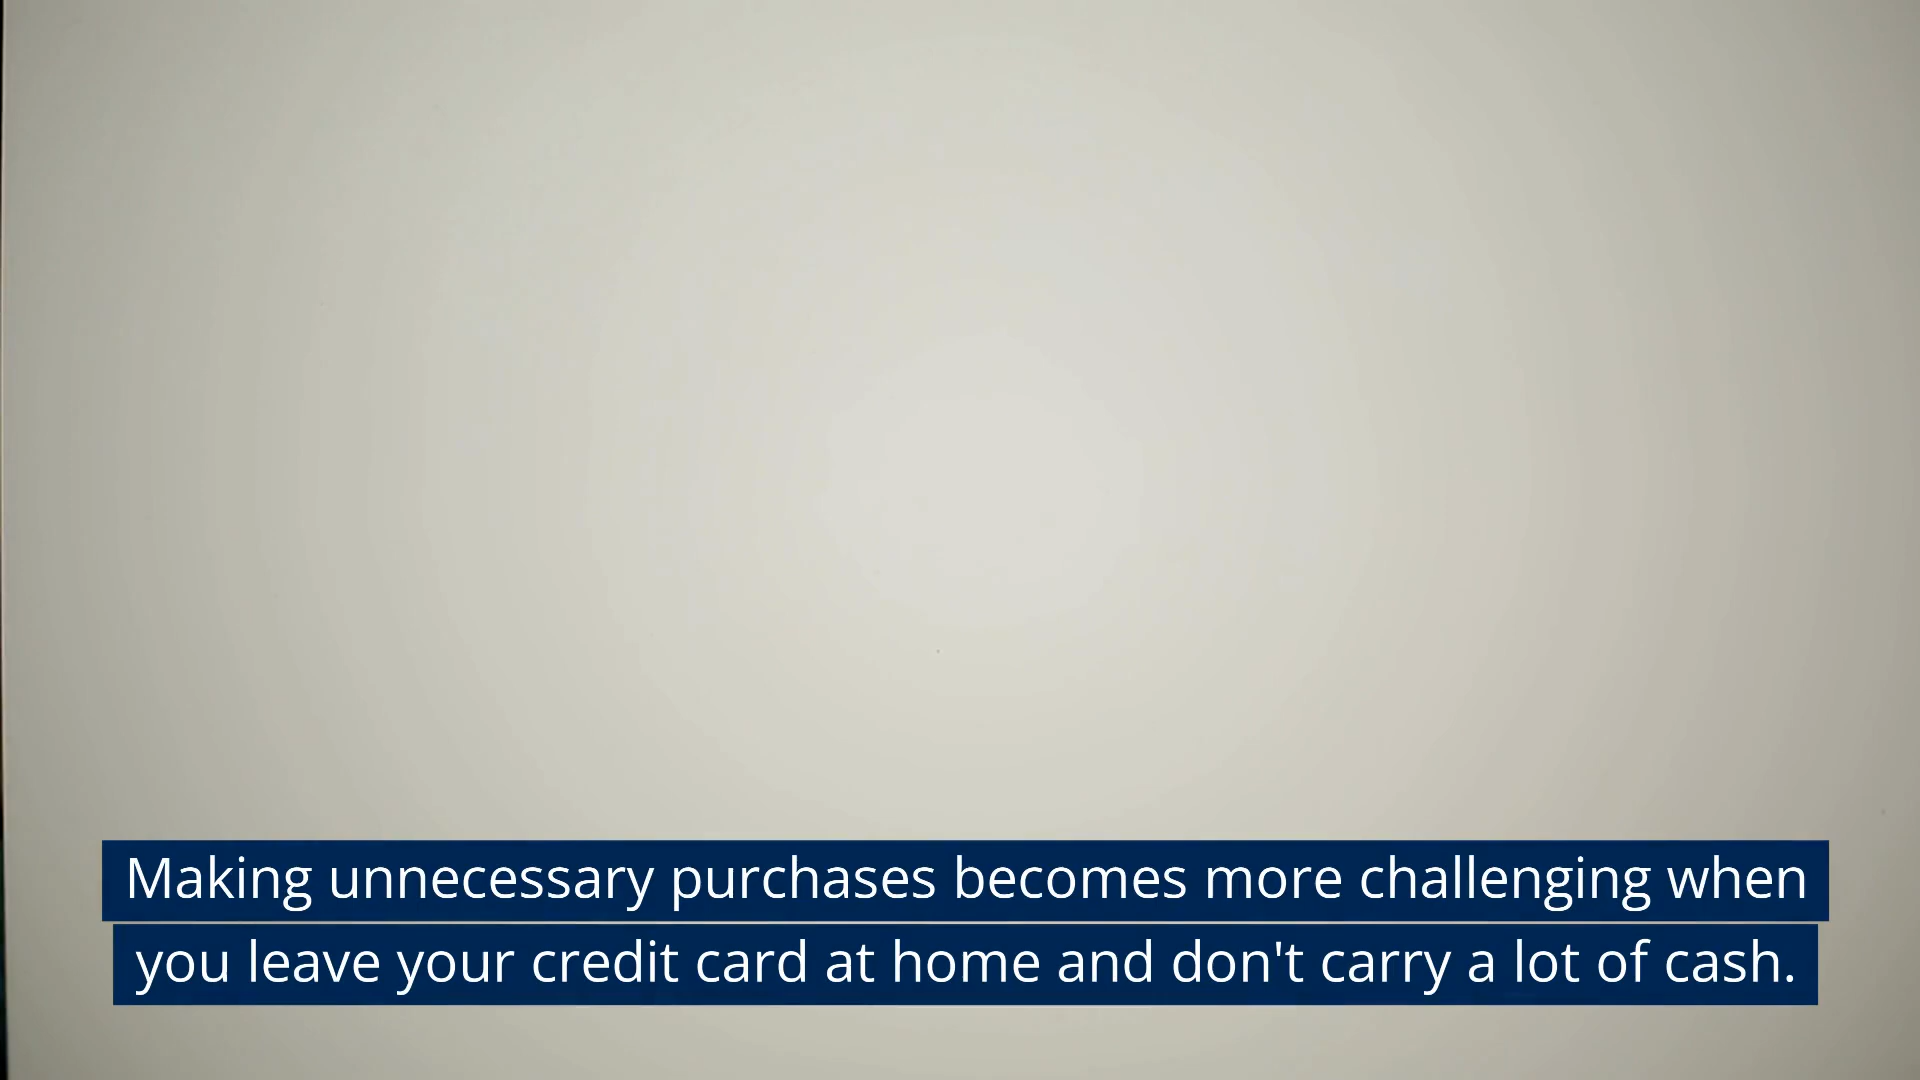 Making unnecessary purchases becomes more challenging when
you leave your credit card at home and don't carry a lot of cash.